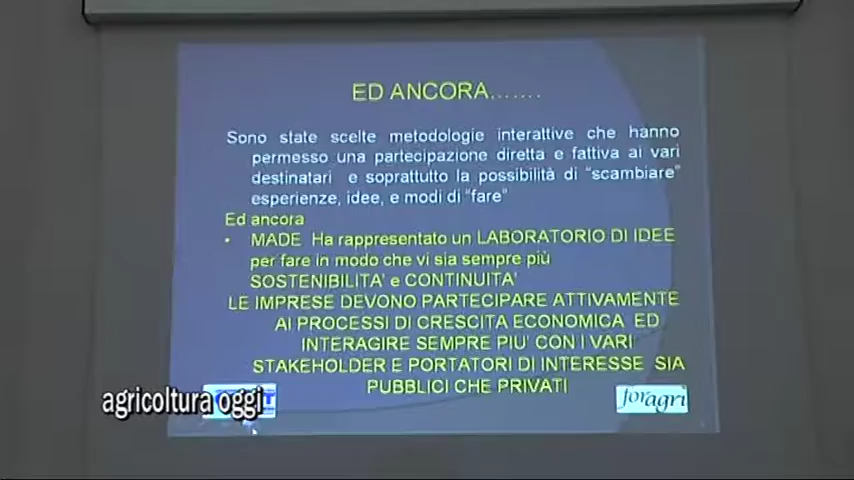 ED ANCORA.......
Sono state scelte metodologie interattive che hanno
permesso una partecipazione diretta e fattiva ai vari
destinatari e soprattutto la possibilità di "scambiare"
esperienze, idee, e modi di "fare"
Ed ancora
• MADE Ha rappresentato un LABORATORIO DI IDEE
per fare in modo che vi sia sempre più
SOSTENIBILITA' e CONTINUITA'
LE IMPRESE DEVONO PARTECIPARE ATTIVAMENTE
AI PROCESSI DI CRESCITA ECONOMICA ED
INTERAGIRE SEMPRE PIU' CON I VARI
STAKEHOLDER E PORTATORI DI INTERESSE SIA
PUBBLICI CHE PRIVATI
agricoltura oggi
foragri